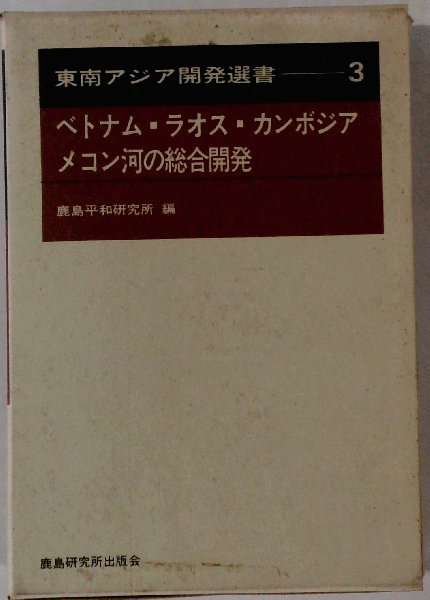 東南アジア開発選書――3
ベトナム・ラオス・カンボジア
メコン河の総合開発
鹿島平和研究所 編
鹿島研究所出版会